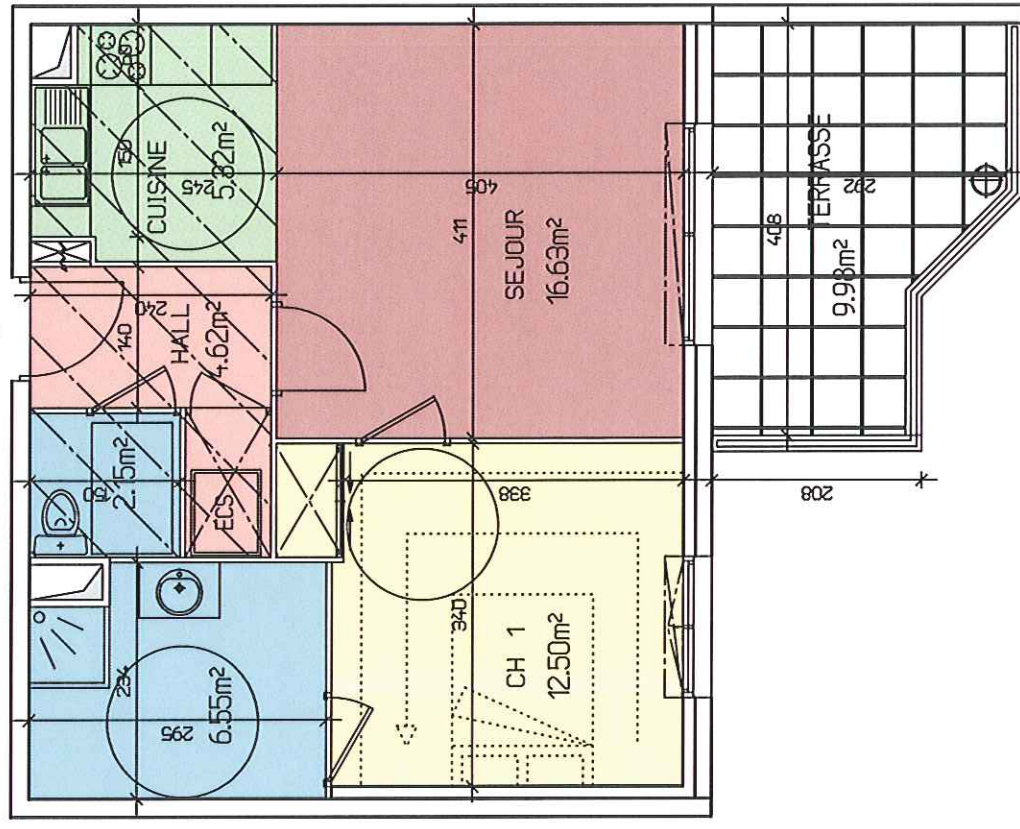 CUISINE
5.32m²
150
245
HALL
4.62m²
140
240
2.15m²
150
ECS
234
6.55m²
295
SEJOUR
16.63m²
411
405
CH 1
12.50m²
340
338
TERRASSE
9.98m²
408
292
208